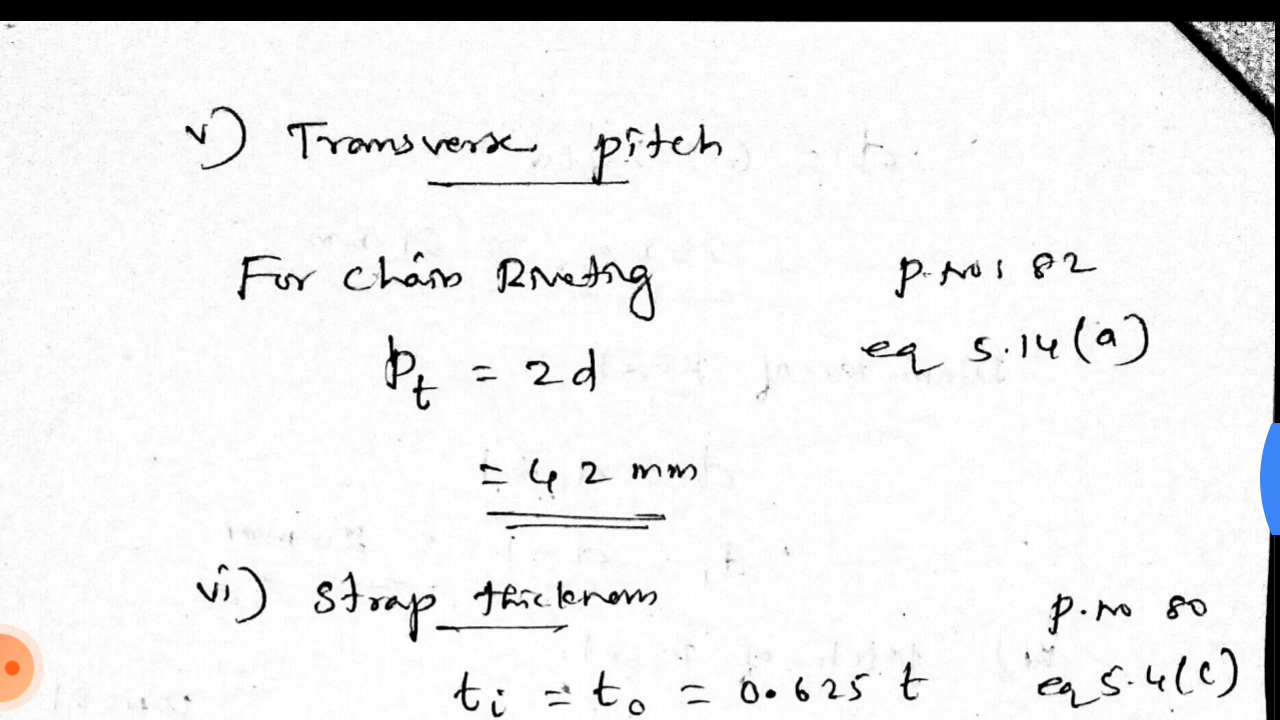 v) Transverse pitch
For chain Riveting P.No: 82
Pt = 2d eq 5.14(a)
= 42 mm
vi) Strap thickness P.no 80
ti = to = 0.625 t eq 5.4(c)